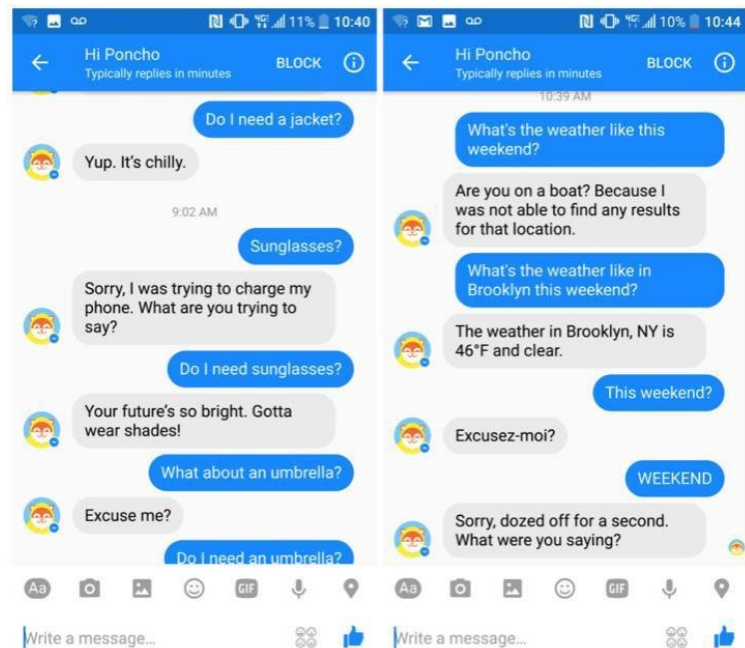 4G 11% 10:40
Hi Poncho
Typically replies in minutes
BLOCK
Do I need a jacket?
Yup. It's chilly.
9:02 AM
Sunglasses?
Sorry, I was trying to charge my
phone. What are you trying to
say?
Do I need sunglasses?
Your future's so bright. Gotta
wear shades!
What about an umbrella?
Excuse me?
Do I need an umbrella?
Aa
GIF
Write a message...
4G 10% 10:44
Hi Poncho
Typically replies in minutes
BLOCK
10:39 AM
What's the weather like this
weekend?
Are you on a boat? Because I
was not able to find any results
for that location.
What's the weather like in
Brooklyn this weekend?
The weather in Brooklyn, NY is
46°F and clear.
This weekend?
Excusez-moi?
WEEKEND
Sorry, dozed off for a second.
What were you saying?
Aa
GIF
Write a message...